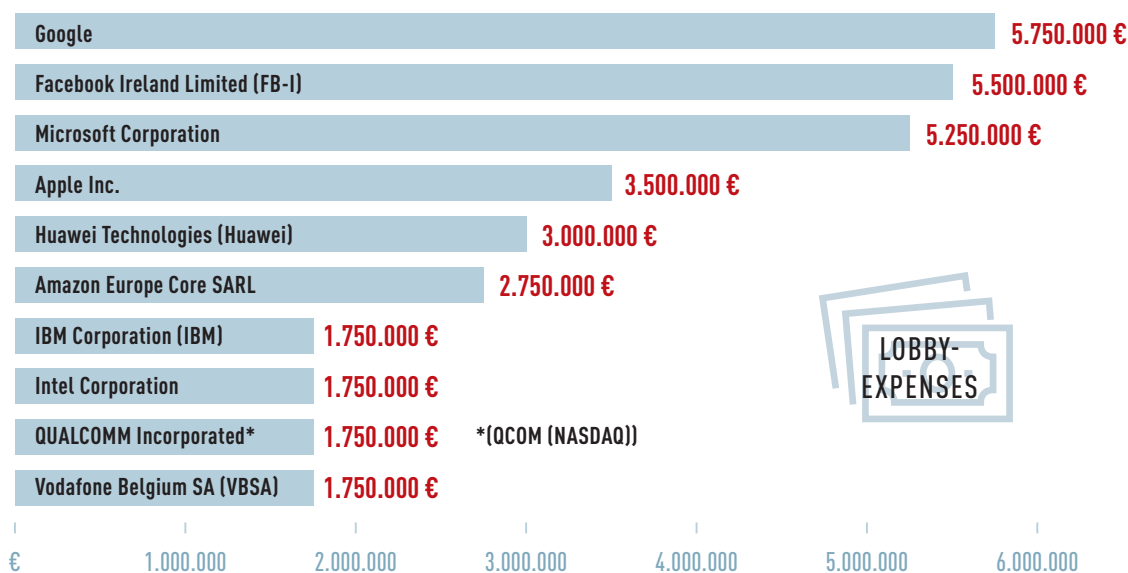 Google 5.750.000 €
Facebook Ireland Limited (FB-I) 5.500.000 €
Microsoft Corporation 5.250.000 €
Apple Inc. 3.500.000 €
Huawei Technologies (Huawei) 3.000.000 €
Amazon Europe Core SARL 2.750.000 €
IBM Corporation (IBM) 1.750.000 €
Intel Corporation 1.750.000 €
QUALCOMM Incorporated* 1.750.000 € *(QCOM (NASDAQ))
Vodafone Belgium SA (VBSA) 1.750.000 €
LOBBY-
EXPENSES
€ 1.000.000 2.000.000 3.000.000 4.000.000 5.000.000 6.000.000